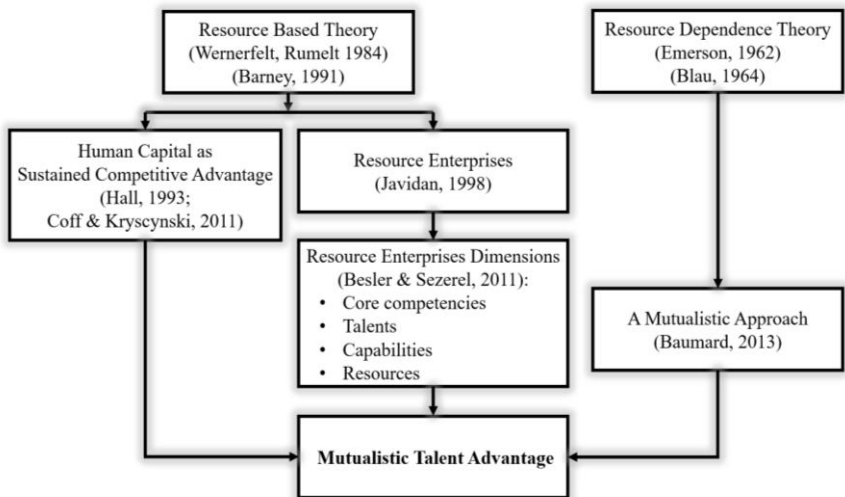 Resource Based Theory
(Wernerfelt, Rumelt 1984)
(Barney, 1991)
Resource Dependence Theory
(Emerson, 1962)
(Blau, 1964)
Human Capital as
Sustained Competitive Advantage
(Hall, 1993;
Coff & Kryscynski, 2011)
Resource Enterprises
(Javidan, 1998)
Resource Enterprises Dimensions
(Besler & Sezerel, 2011):
• Core competencies
• Talents
• Capabilities
• Resources
A Mutualistic Approach
(Baumard, 2013)
Mutualistic Talent Advantage